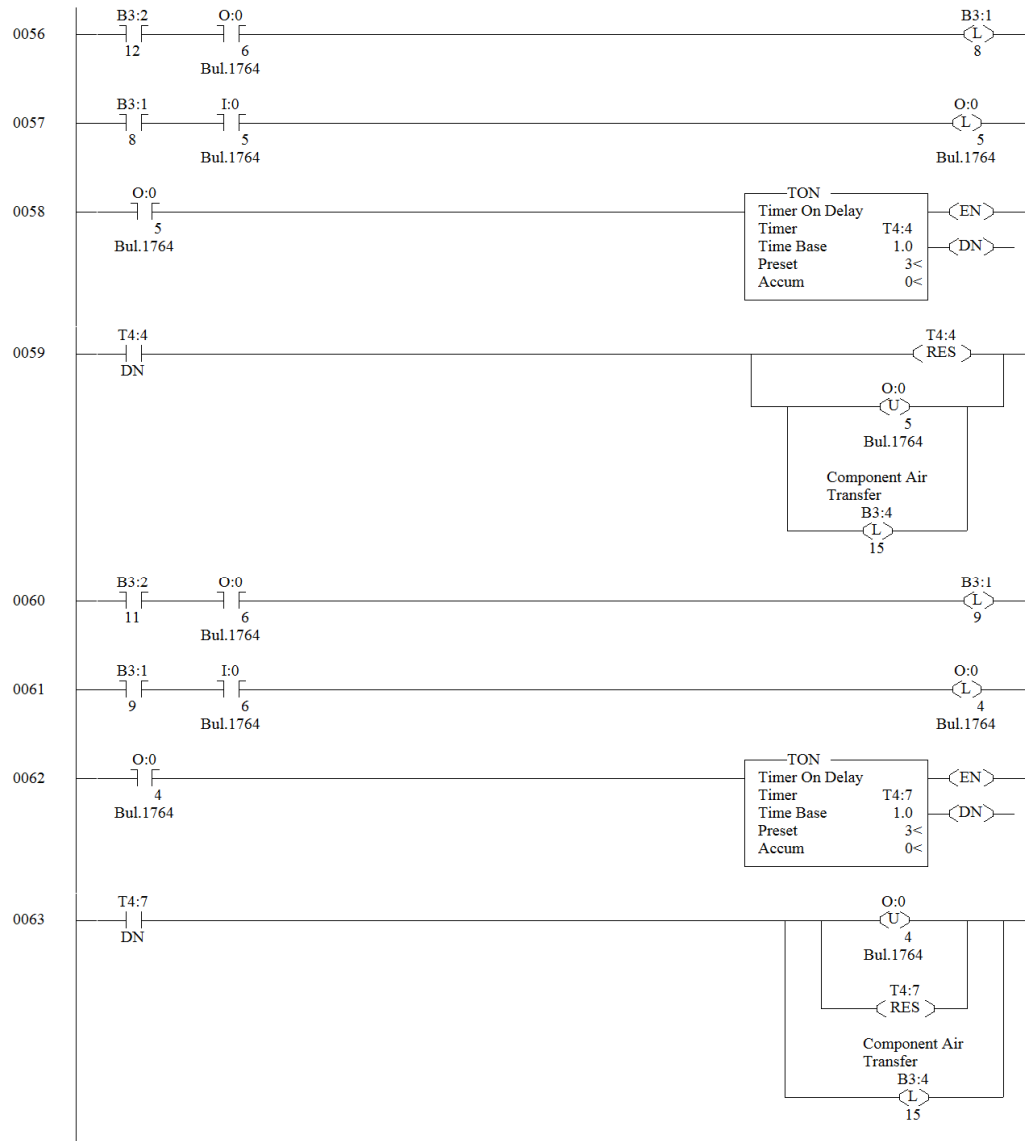 B3:2 O:0 B3:1
0056 L
12 6 8
Bul.1764
B3:1 I:0 O:0
0057 L
8 5 5
Bul.1764 Bul.1764
O:0 TON
0058 Timer On Delay EN
5 Timer T4:4
Bul.1764 Time Base 1.0 DN
Preset 3<
Accum 0<
T4:4 T4:4
0059 RES
DN
O:0
U
5
Bul.1764
Component Air
Transfer
B3:4
L
15
B3:2 O:0 B3:1
0060 L
11 6 9
Bul.1764
B3:1 I:0 O:0
0061 L
9 6 4
Bul.1764 Bul.1764
O:0 TON
0062 Timer On Delay EN
4 Timer T4:7
Bul.1764 Time Base 1.0 DN
Preset 3<
Accum 0<
T4:7 O:0
0063 U
DN 4
Bul.1764
T4:7
RES
Component Air
Transfer
B3:4
L
15